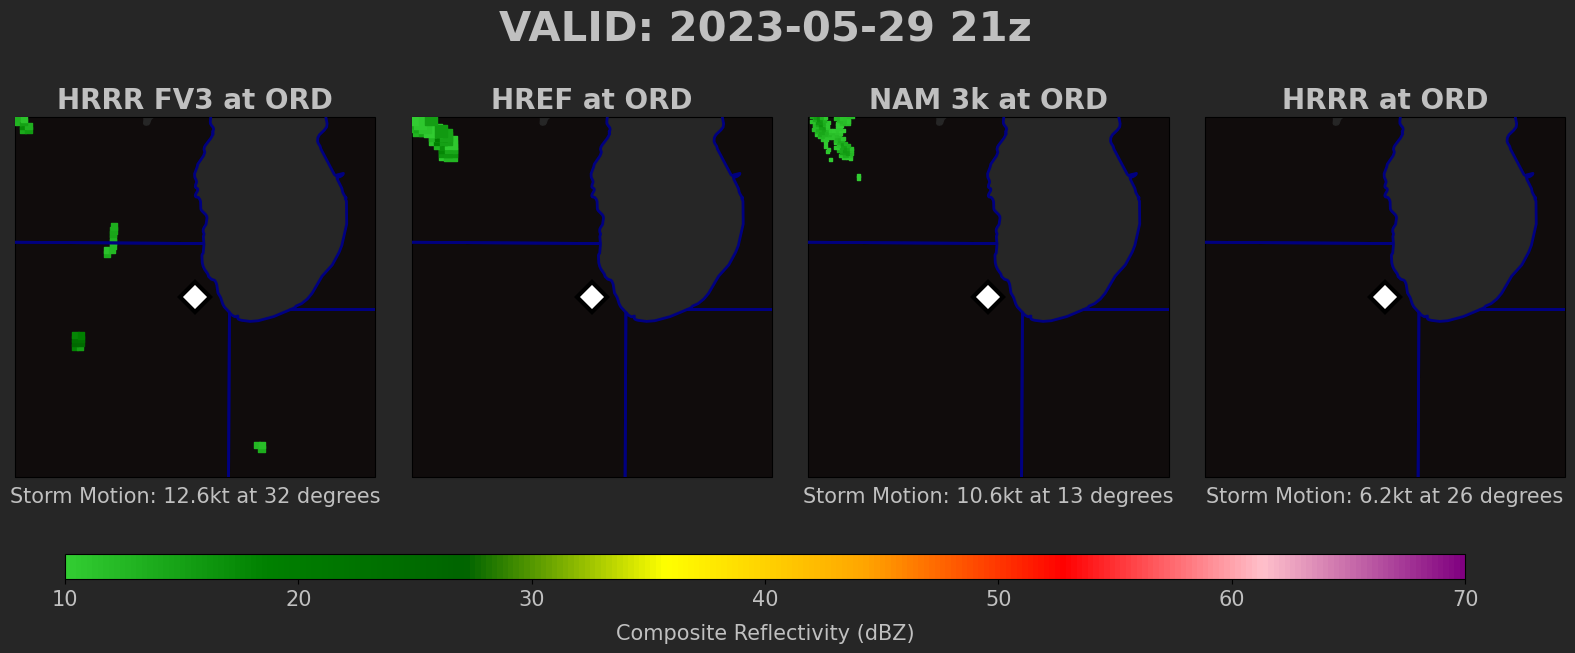 VALID: 2023-05-29 21z
HRRR FV3 at ORD
HREF at ORD
NAM 3k at ORD
HRRR at ORD
Storm Motion: 12.6kt at 32 degrees
Storm Motion: 10.6kt at 13 degrees
Storm Motion: 6.2kt at 26 degrees
10 20 30 40 50 60 70
Composite Reflectivity (dBZ)